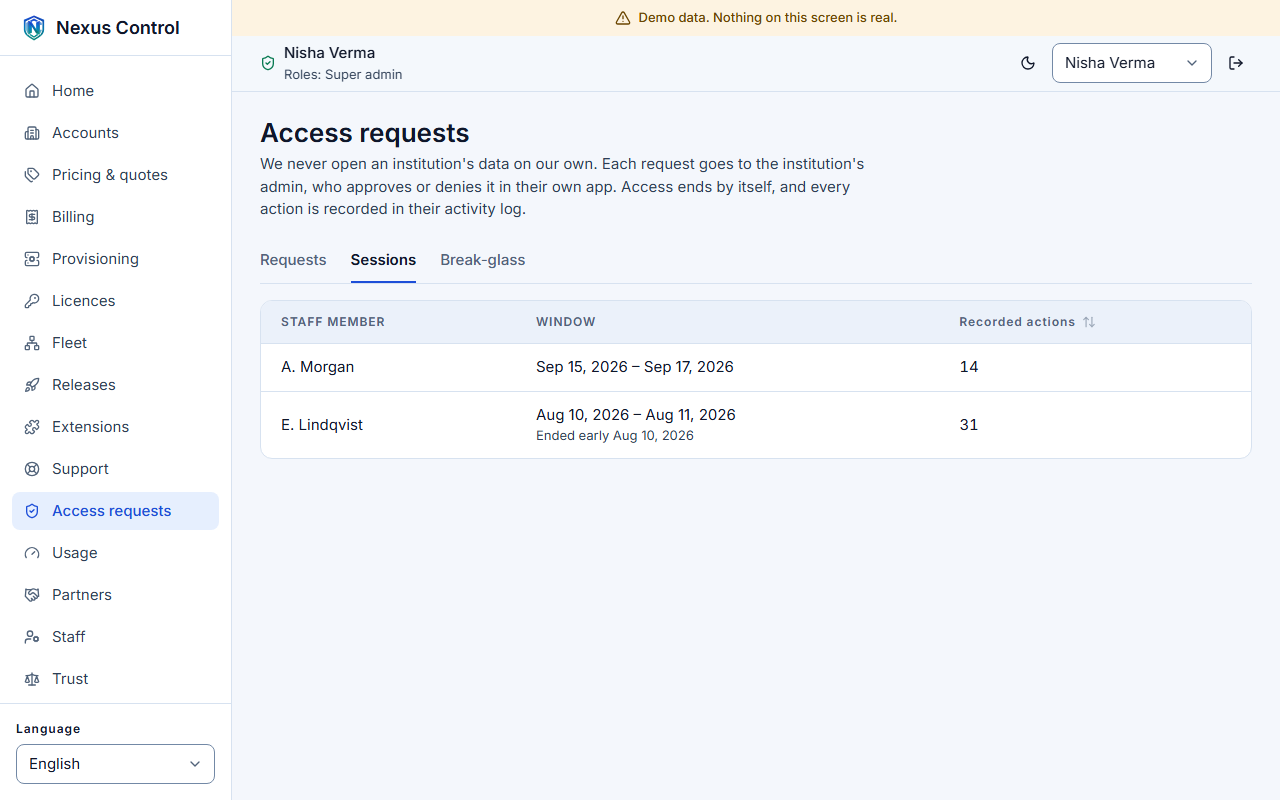 Nexus Control
Demo data. Nothing on this screen is real.
Nisha Verma
Roles: Super admin
Nisha Verma
Home
Accounts
Pricing & quotes
Billing
Provisioning
Licences
Fleet
Releases
Extensions
Support
Access requests
Usage
Partners
Staff
Trust
Language
English
Access requests
We never open an institution's data on our own. Each request goes to the institution's
admin, who approves or denies it in their own app. Access ends by itself, and every
action is recorded in their activity log.
Requests Sessions Break-glass
STAFF MEMBER WINDOW Recorded actions
A. Morgan Sep 15, 2026 – Sep 17, 2026 14
E. Lindqvist Aug 10, 2026 – Aug 11, 2026 31
Ended early Aug 10, 2026